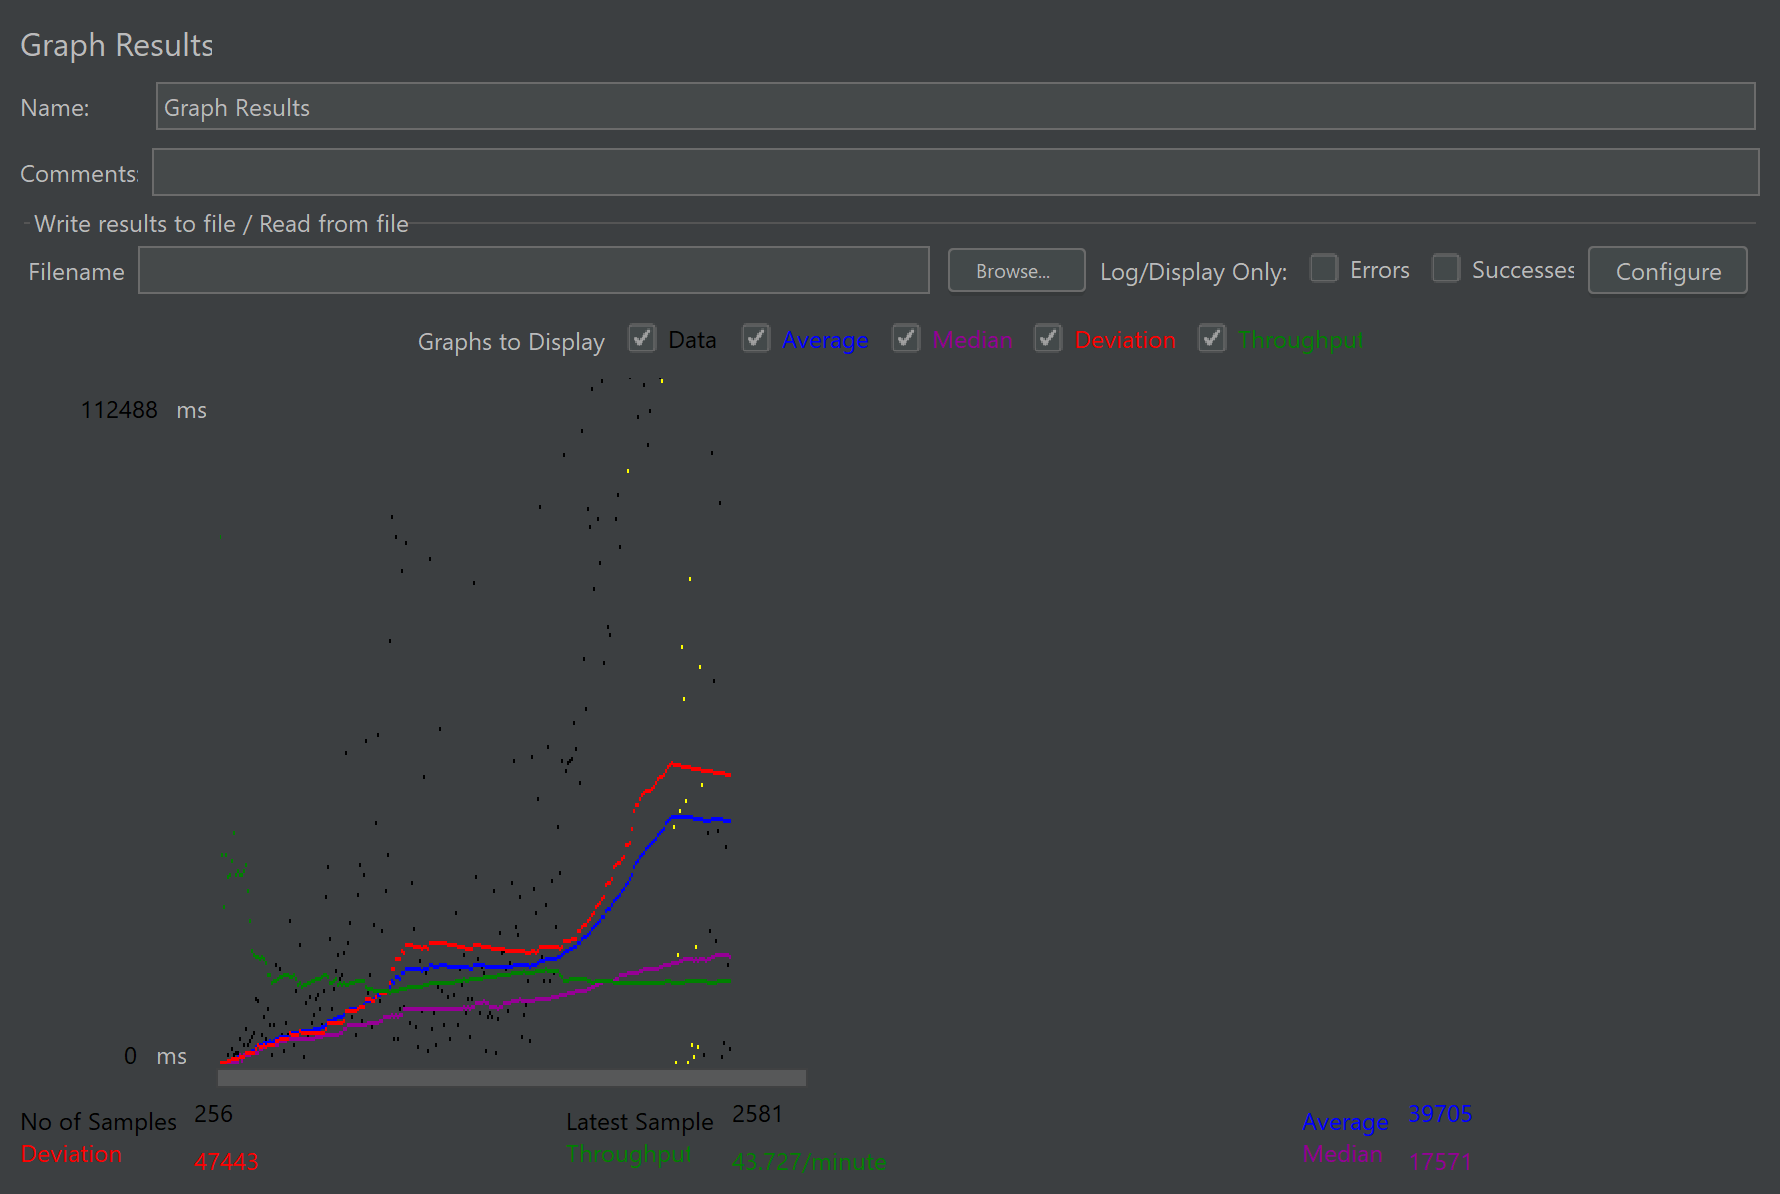 Graph Results
Name: Graph Results
Comments:
Write results to file / Read from file
Filename Browse... Log/Display Only: Errors Successes Configure
Graphs to Display Data Average Median Deviation Throughput
112488 ms
0 ms
No of Samples 256 Latest Sample 2581 Average 39705
Deviation 47443 Throughput 43.727/minute Median 17571